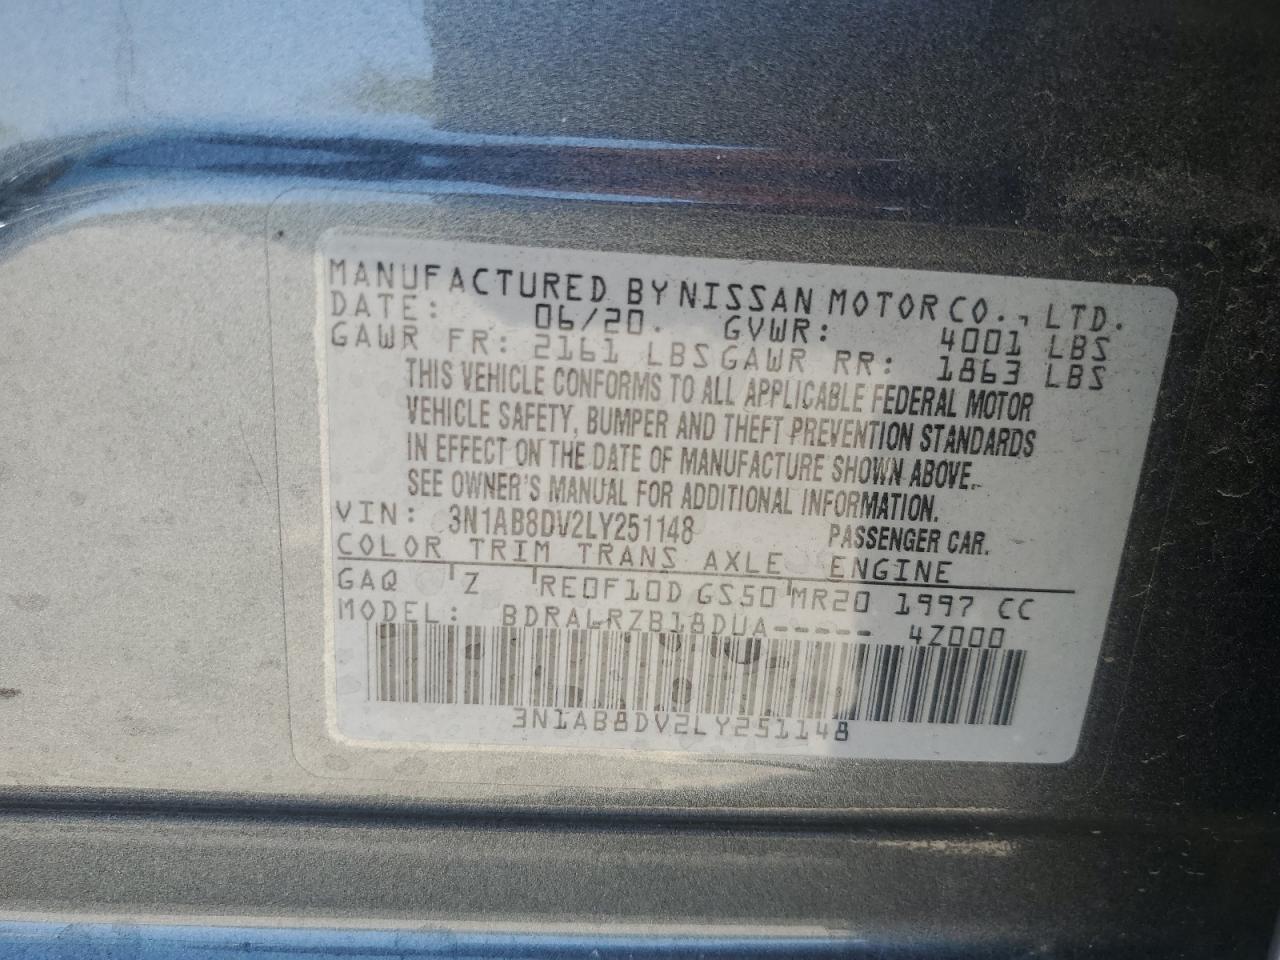 MANUFACTURED BY NISSAN MOTOR CO., LTD.
DATE: 06/20. GVWR: 4001 LBS
GAWR FR: 2161 LBS GAWR RR: 1863 LBS
THIS VEHICLE CONFORMS TO ALL APPLICABLE FEDERAL MOTOR
VEHICLE SAFETY, BUMPER AND THEFT PREVENTION STANDARDS
IN EFFECT ON THE DATE OF MANUFACTURE SHOWN ABOVE.
SEE OWNER'S MANUAL FOR ADDITIONAL INFORMATION.
VIN: 3N1AB8DV2LY251148 PASSENGER CAR.
COLOR TRIM TRANS AXLE ENGINE
GAQ Z RE0F10D GS50 MR20 1997 CC
MODEL: BDRALRZB18DUA----- 4Z000
3N1AB8DV2LY251148